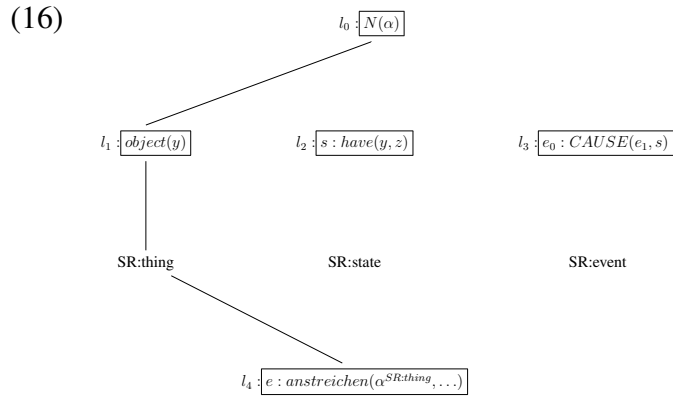 (16)
l₀ : N(α)
l₁ : object(y) l₂ : s : have(y, z) l₃ : e₀ : CAUSE(e₁, s)
SR:thing SR:state SR:event
l₄ : e : anstreichen(α^SR:thing, …)